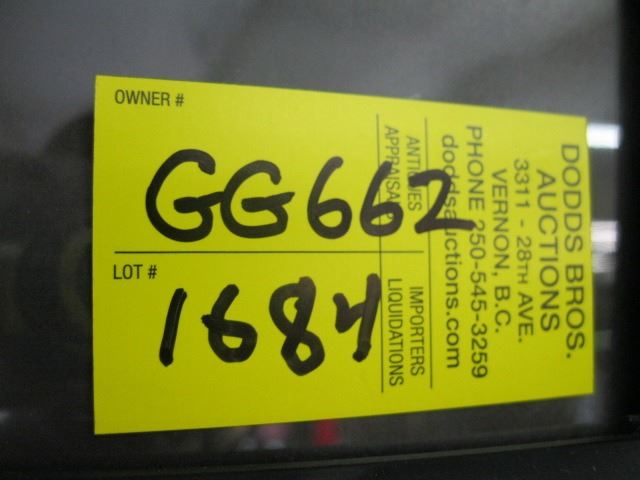 OWNER #
GG662
LOT #
1684
DODDS BROS.
AUCTIONS
3311 - 28TH AVE.
VERNON, B.C.
PHONE 250-545-3259
doddsauctions.com
ANTIQUES IMPORTERS
APPRAISALS LIQUIDATIONS